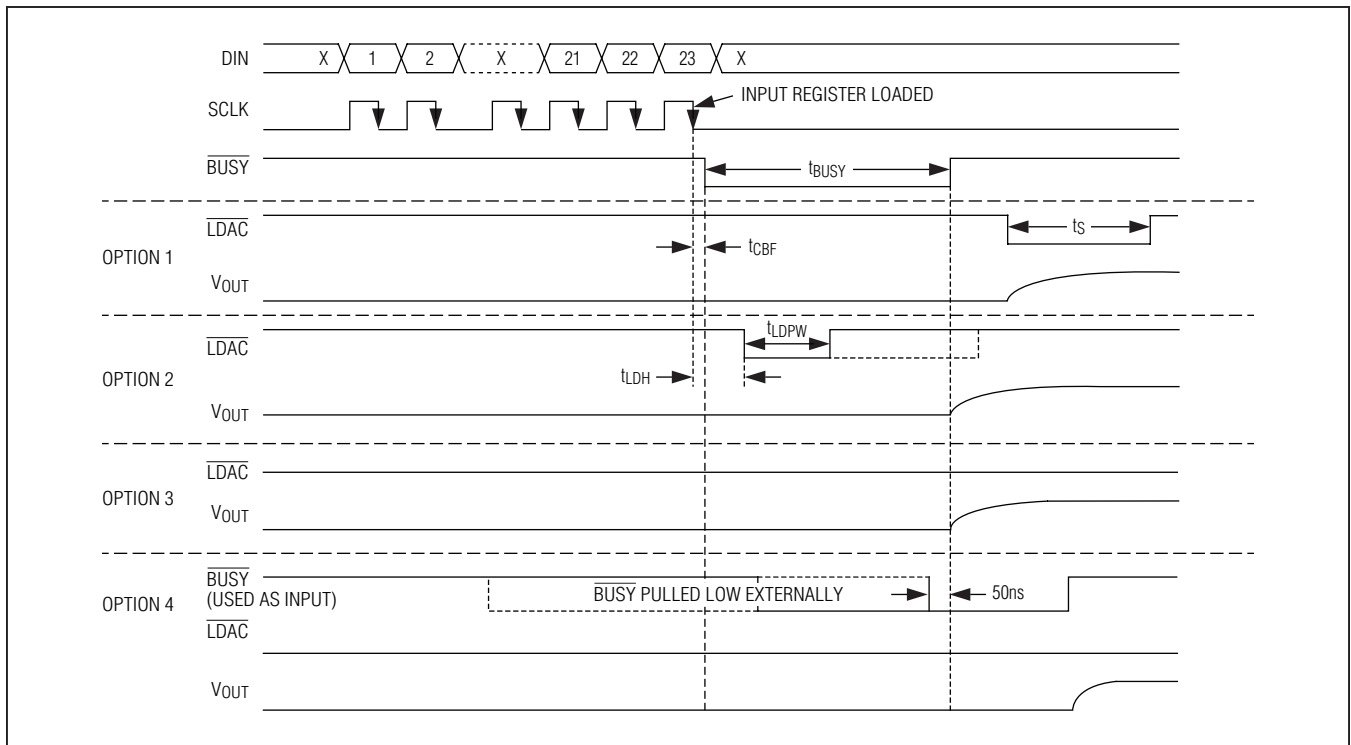 DIN X 1 2 X 21 22 23 X
SCLK INPUT REGISTER LOADED
BUSY tBUSY
OPTION 1
LDAC tS
tCBF
VOUT
OPTION 2
LDAC tLDPW
tLDH
VOUT
OPTION 3
LDAC
VOUT
OPTION 4
BUSY
(USED AS INPUT)
BUSY PULLED LOW EXTERNALLY 50ns
LDAC
VOUT